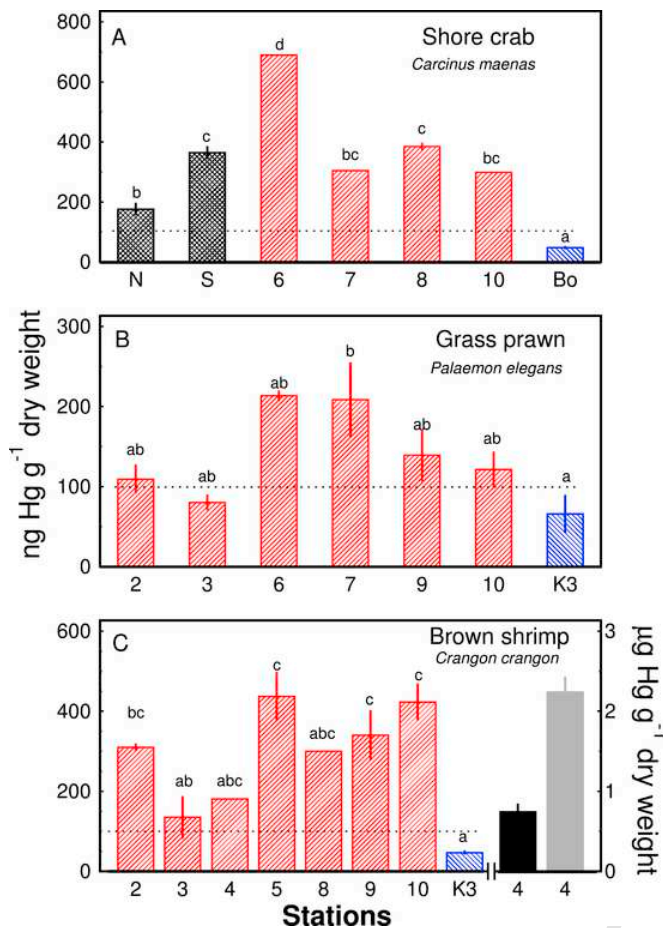 A
Shore crab
Carcinus maenas
800
600
400
200
0
b
c
d
bc
c
bc
a
N S 6 7 8 10 Bo
B
Grass prawn
Palaemon elegans
300
200
100
0
ab
ab
ab
b
ab
ab
a
2 3 6 7 9 10 K3
ng Hg g-1 dry weight
C
Brown shrimp
Crangon crangon
600
400
200
0
bc
ab
abc
c
abc
c
c
a
3
2
1
0
µg Hg g-1 dry weight
2 3 4 5 8 9 10 K3 4 4
Stations